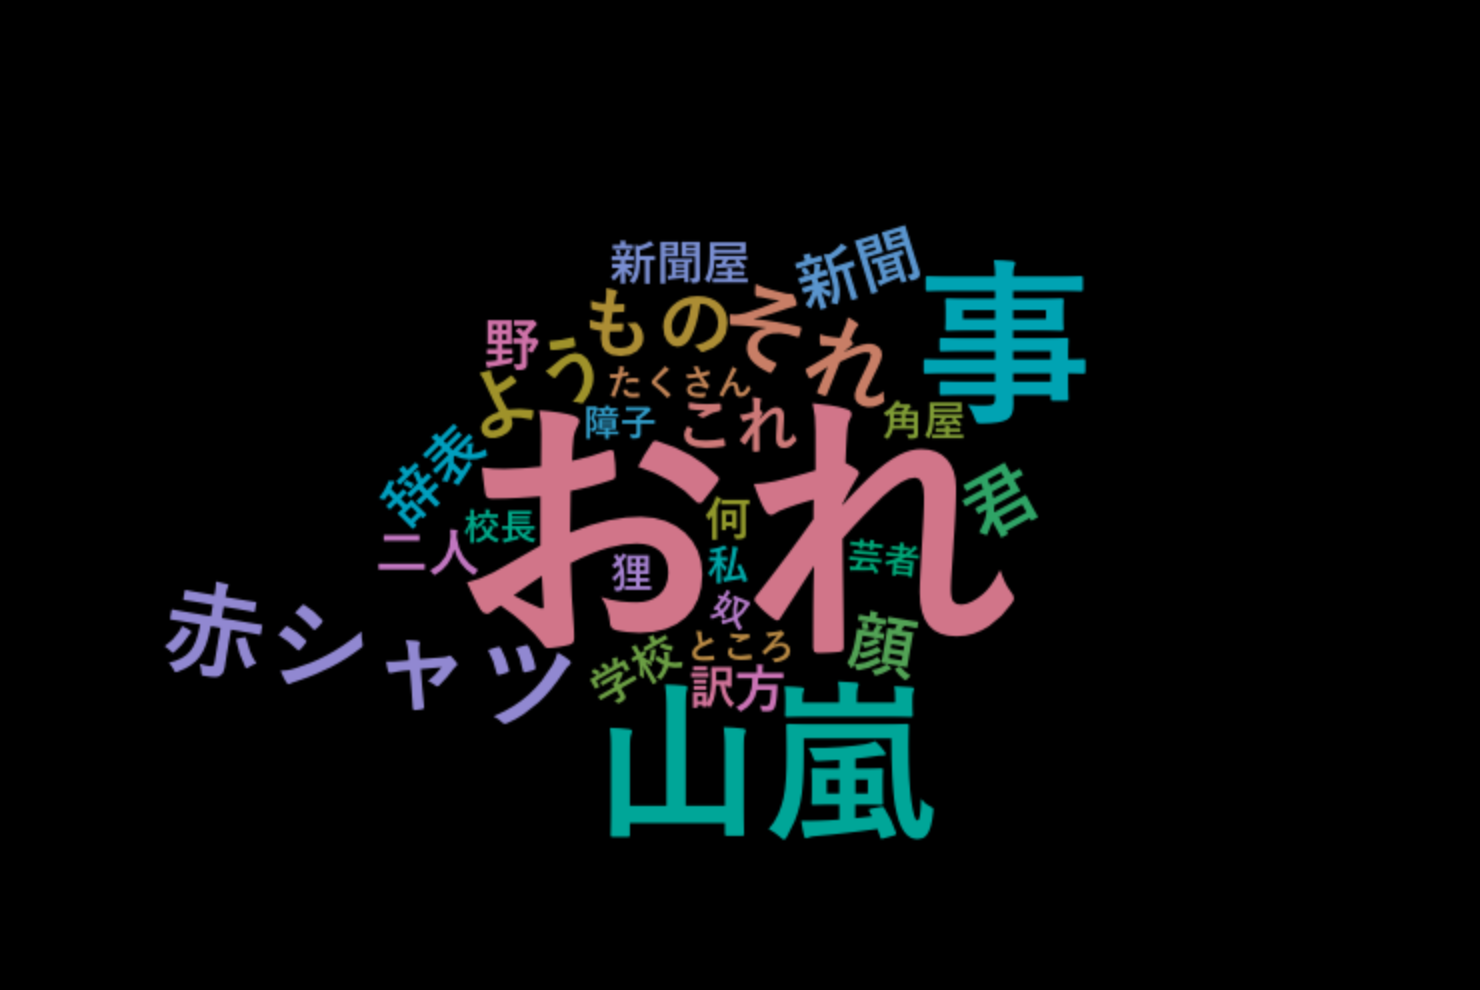 新聞屋
新聞
事
もの
それ
野
よう
たくさん
障子
これ
角屋
辞表
おれ
君
校長
何
二人
狸
私
芸者
赤シャツ
奴
学校
ところ
顔
訳
方
山嵐